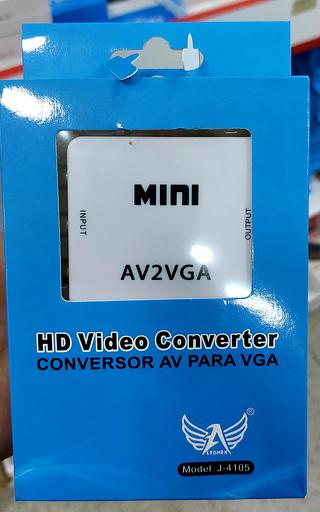 MINI
INPUT
OUTPUT
AV2VGA
HD Video Converter
CONVERSOR AV PARA VGA
®
ALTOMEX
Model: J-4105